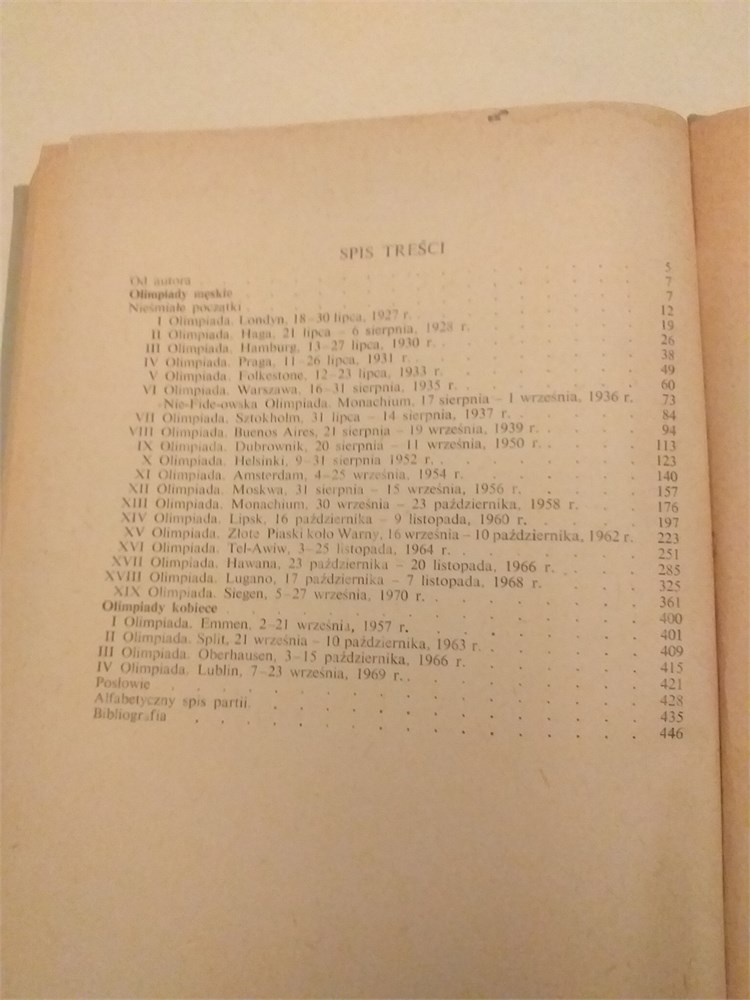 SPIS TREŚCI
Od autora 5
Olimpiady męskie 7
Nieśmiałe początki 7
I Olimpiada. Londyn, 18–30 lipca, 1927 r. 12
II Olimpiada. Haga, 21 lipca – 6 sierpnia, 1928 r. 19
III Olimpiada. Hamburg, 13–27 lipca, 1930 r. 26
IV Olimpiada. Praga, 11–26 lipca, 1931 r. 38
V Olimpiada. Folkestone, 12–23 lipca, 1933 r. 49
VI Olimpiada. Warszawa, 16–31 sierpnia, 1935 r. 60
Nie-Fide-owska Olimpiada. Monachium, 17 sierpnia – 1 września, 1936 r. 73
VII Olimpiada. Sztokholm, 31 lipca – 14 sierpnia, 1937 r. 84
VIII Olimpiada. Buenos Aires, 21 sierpnia – 19 września, 1939 r. 94
IX Olimpiada. Dubrownik, 20 sierpnia – 11 września, 1950 r. 113
X Olimpiada. Helsinki, 9–31 sierpnia 1952 r. 123
XI Olimpiada. Amsterdam, 4–25 września, 1954 r. 140
XII Olimpiada. Moskwa, 31 sierpnia – 15 września, 1956 r. 157
XIII Olimpiada. Monachium, 30 września – 23 października, 1958 r. 176
XIV Olimpiada. Lipsk, 16 października – 9 listopada, 1960 r. 197
XV Olimpiada. Złote Piaski koło Warny, 16 września – 10 października, 1962 r. 223
XVI Olimpiada. Tel-Awiw, 3–25 listopada, 1964 r. 251
XVII Olimpiada. Hawana, 23 października – 20 listopada, 1966 r. 285
XVIII Olimpiada. Lugano, 17 października – 7 listopada, 1968 r. 325
XIX Olimpiada. Siegen, 5–27 września, 1970 r. 361
Olimpiady kobiece 400
I Olimpiada. Emmen, 2–21 września, 1957 r. 401
II Olimpiada. Split, 21 września – 10 października, 1963 r. 409
III Olimpiada. Oberhausen, 3–15 października, 1966 r. 415
IV Olimpiada. Lublin, 7–23 września, 1969 r. 421
Posłowie 428
Alfabetyczny spis partii 435
Bibliografia 446